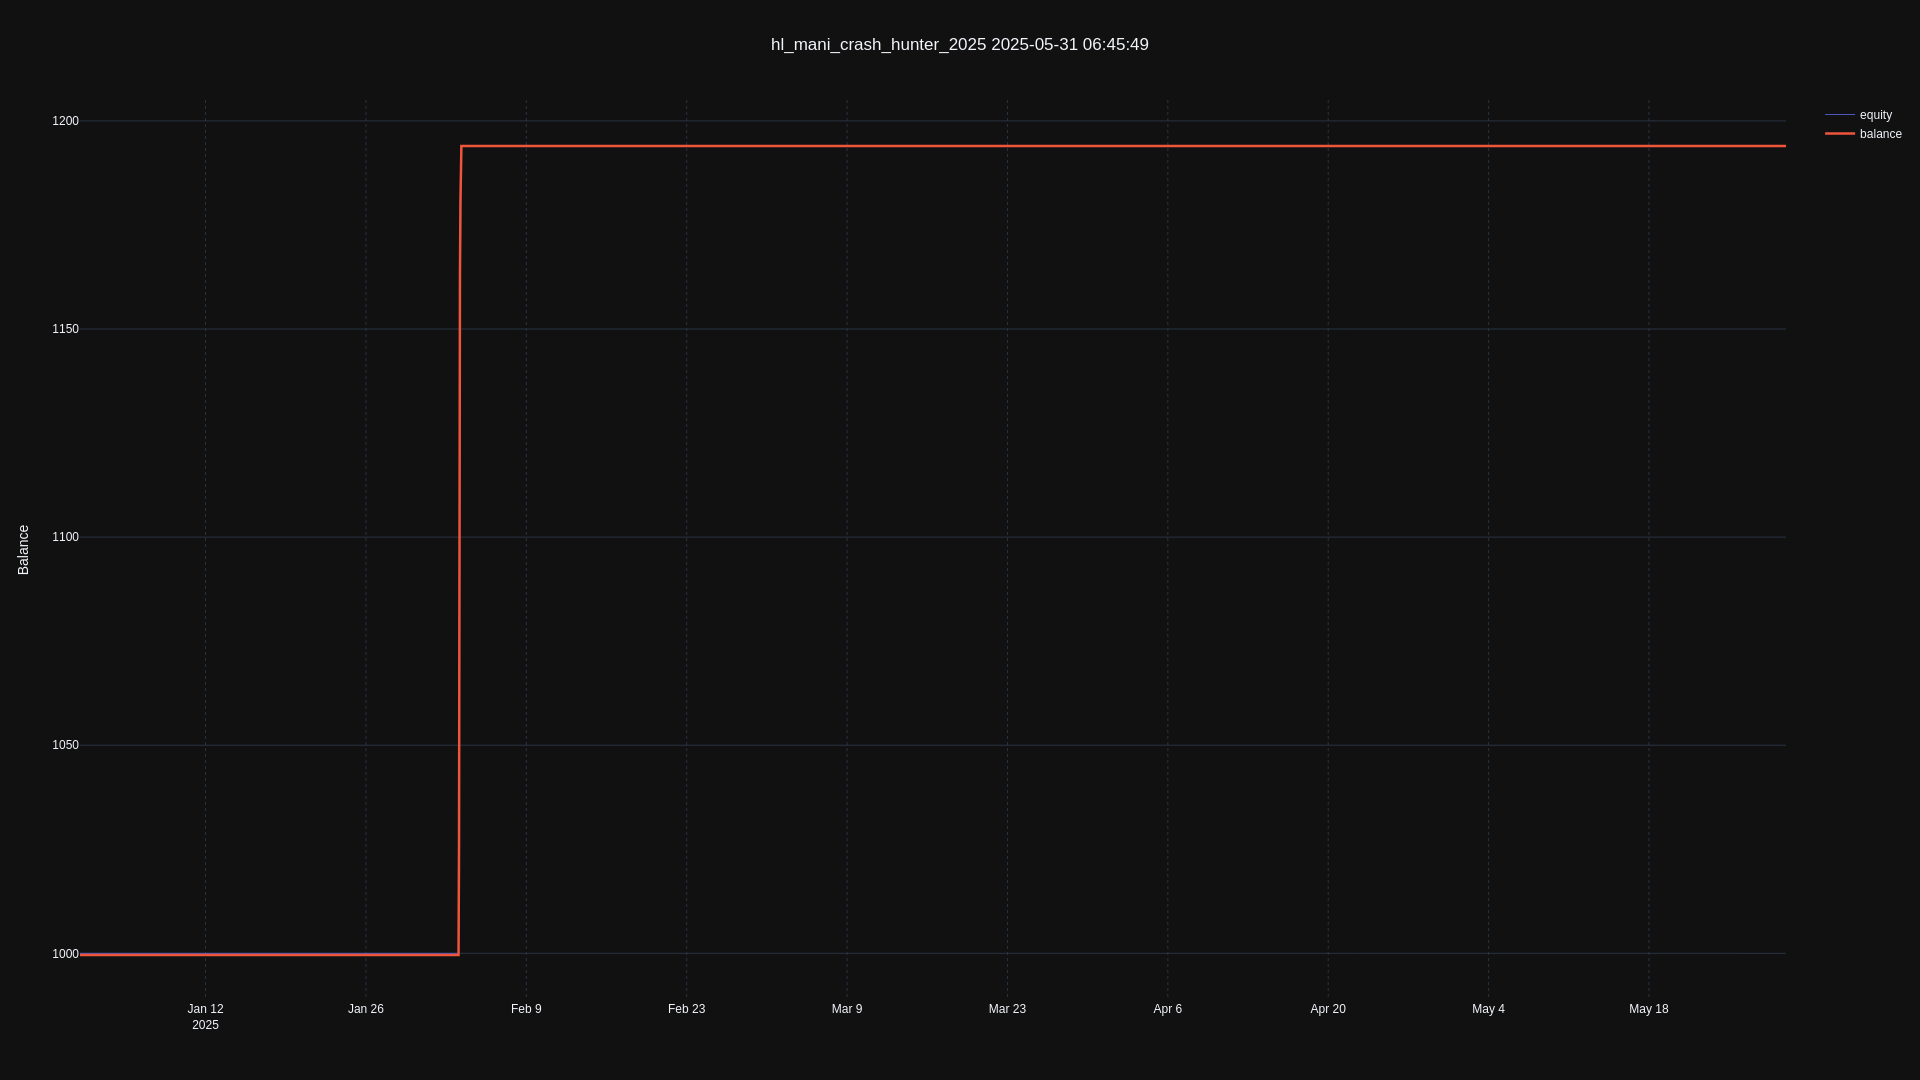 hl_mani_crash_hunter_2025 2025-05-31 06:45:49
equity
balance
Balance
1200
1150
1100
1050
1000
Jan 12
2025
Jan 26
Feb 9
Feb 23
Mar 9
Mar 23
Apr 6
Apr 20
May 4
May 18